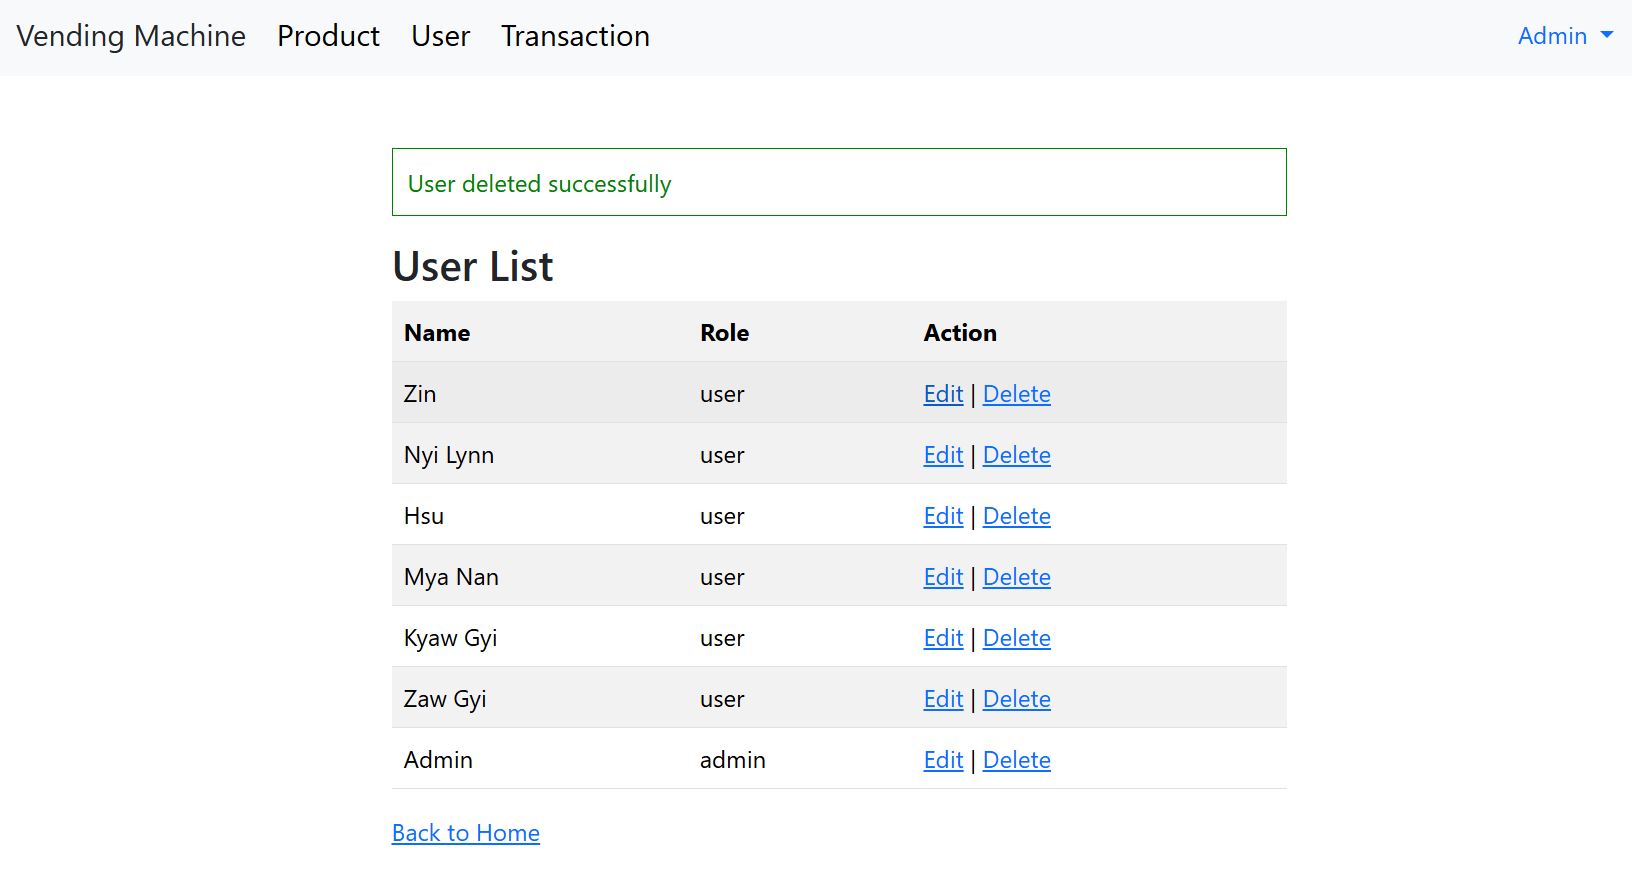 Vending Machine Product User Transaction Admin
User deleted successfully
User List
Name Role Action
Zin user Edit | Delete
Nyi Lynn user Edit | Delete
Hsu user Edit | Delete
Mya Nan user Edit | Delete
Kyaw Gyi user Edit | Delete
Zaw Gyi user Edit | Delete
Admin admin Edit | Delete
Back to Home